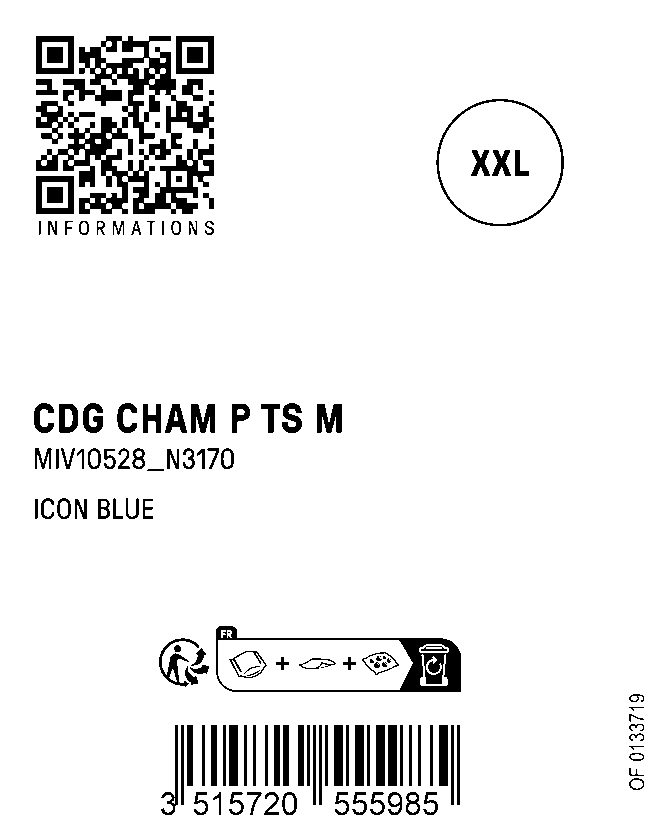 INFORMATIONS
XXL
CDG CHAM P TS M
MIV10528_N3170
ICON BLUE
FR
+ +
3 515720 555985
OF 0133719